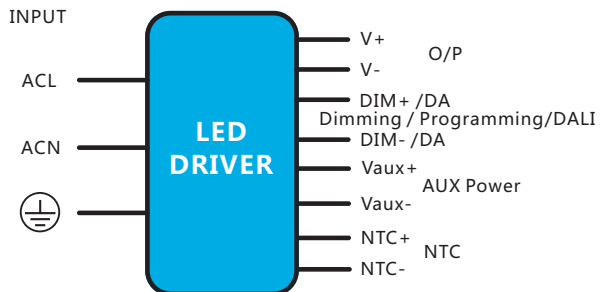 INPUT
ACL
ACN
LED
DRIVER
V+
O/P
V-
DIM+ /DA
Dimming / Programming/DALI
DIM- /DA
Vaux+
AUX Power
Vaux-
NTC+
NTC
NTC-